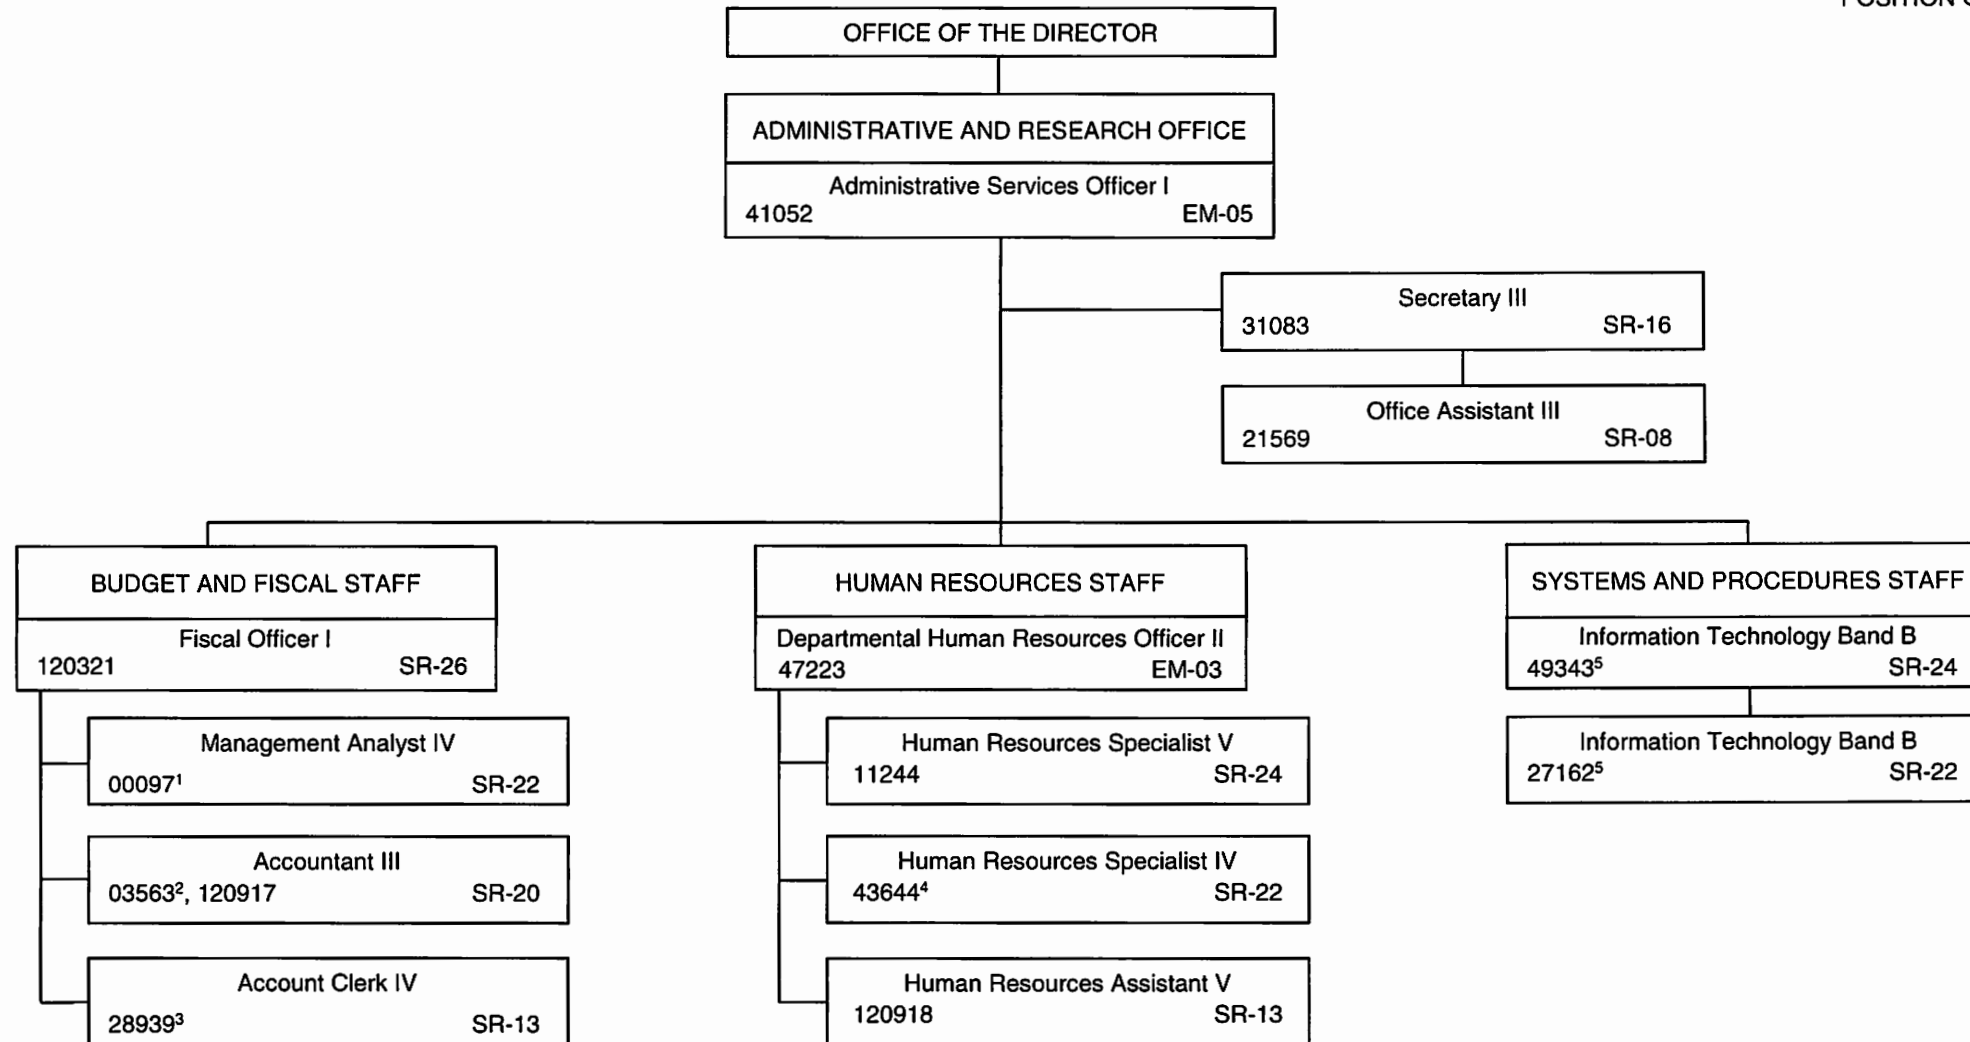 OFFICE OF THE DIRECTOR
ADMINISTRATIVE AND RESEARCH OFFICE
Administrative Services Officer I
41052 EM-05
Secretary III
31083 SR-16
Office Assistant III
21569 SR-08
BUDGET AND FISCAL STAFF
Fiscal Officer I
120321 SR-26
Management Analyst IV
00097¹ SR-22
Accountant III
03563², 120917 SR-20
Account Clerk IV
28939³ SR-13
HUMAN RESOURCES STAFF
Departmental Human Resources Officer II
47223 EM-03
Human Resources Specialist V
11244 SR-24
Human Resources Specialist IV
43644⁴ SR-22
Human Resources Assistant V
120918 SR-13
SYSTEMS AND PROCEDURES STAFF
Information Technology Band B
49343⁵ SR-24
Information Technology Band B
27162⁵ SR-22